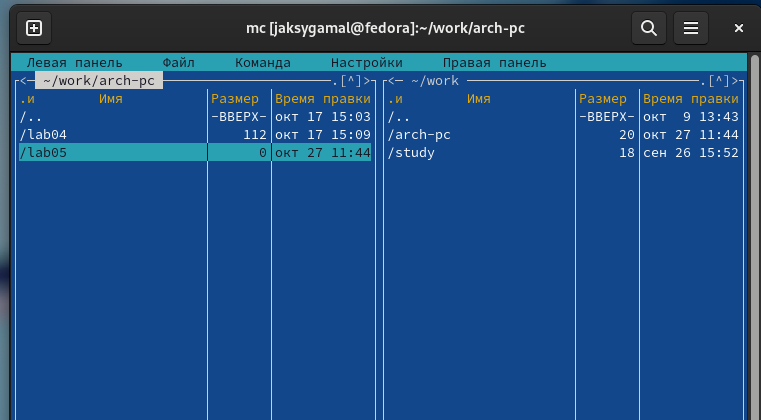 mc [jaksygamal@fedora]:~/work/arch-pc
Левая панель Файл Команда Настройки Правая панель
<─ ~/work/arch-pc ─.[^]>
.и Имя Размер Время правки
/.. -ВВЕРХ- окт 17 15:03
/lab04 112 окт 17 15:09
/lab05 0 окт 27 11:44
<─ ~/work ─.[^]>
.и Имя Размер Время правки
/.. -ВВЕРХ- окт 9 13:43
/arch-pc 20 окт 27 11:44
/study 18 сен 26 15:52